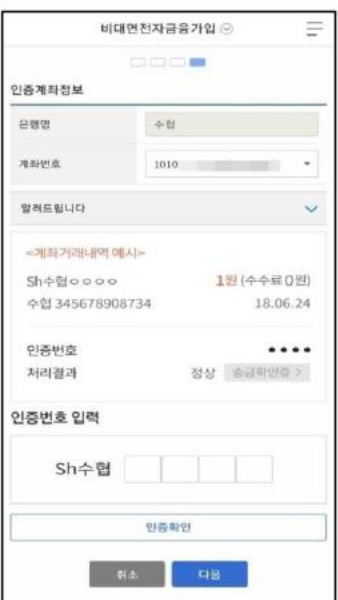 비대면전자금융가입
인증계좌정보
은행명 수협
계좌번호 1010
알려드립니다
<계좌거래내역 예시>
Sh수협ㅇㅇㅇㅇ 1원 (수수료 0원)
수협 345678908734 18.06.24
인증번호 ●●●●
처리결과 정상 송금확인증 >
인증번호 입력
Sh수협
인증확인
취소 다음